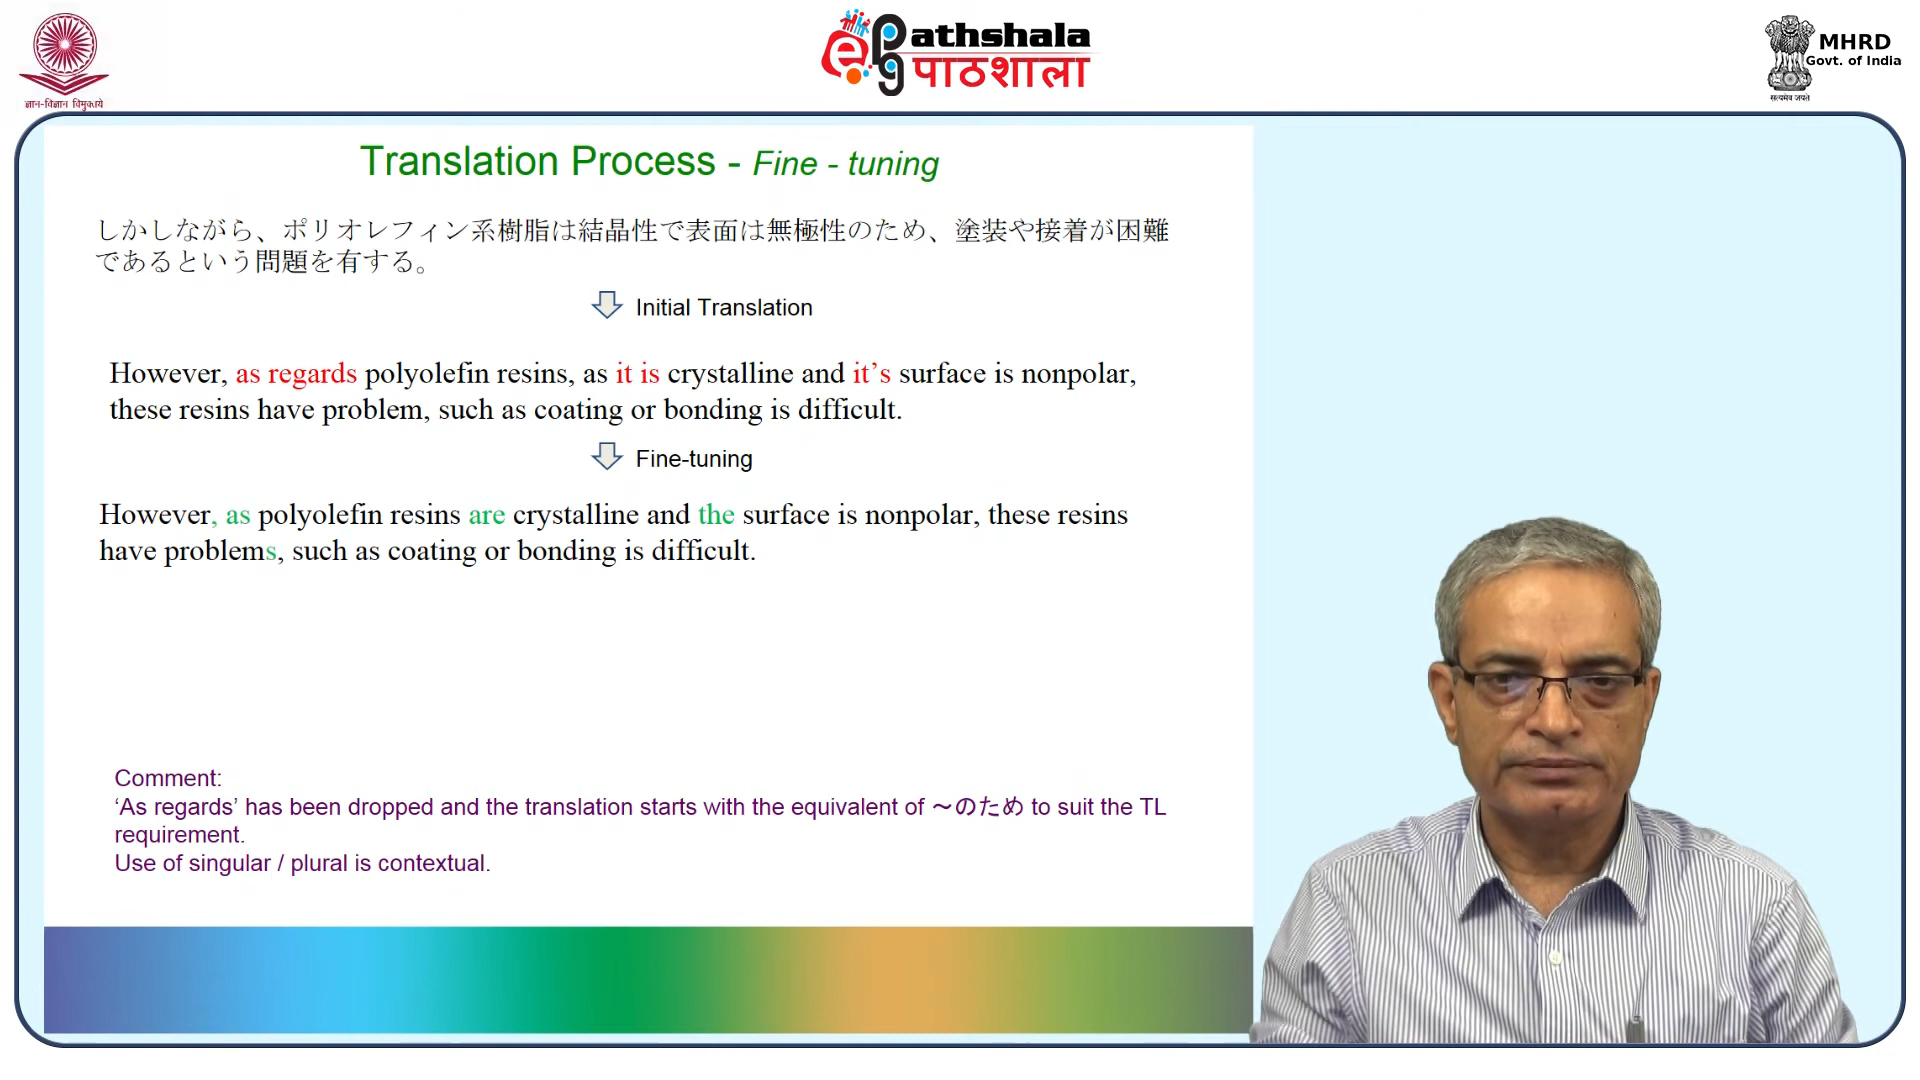 ज्ञान-विज्ञान विमुक्तये
e Pathshala
पाठशाला
MHRD
Govt. of India
सत्यमेव जयते
Translation Process - Fine - tuning
しかしながら、ポリオレフィン系樹脂は結晶性で表面は無極性のため、塗装や接着が困難
であるという問題を有する。
Initial Translation
However, as regards polyolefin resins, as it is crystalline and it’s surface is nonpolar,
these resins have problem, such as coating or bonding is difficult.
Fine-tuning
However, as polyolefin resins are crystalline and the surface is nonpolar, these resins
have problems, such as coating or bonding is difficult.
Comment:
‘As regards’ has been dropped and the translation starts with the equivalent of ～のため to suit the TL
requirement.
Use of singular / plural is contextual.